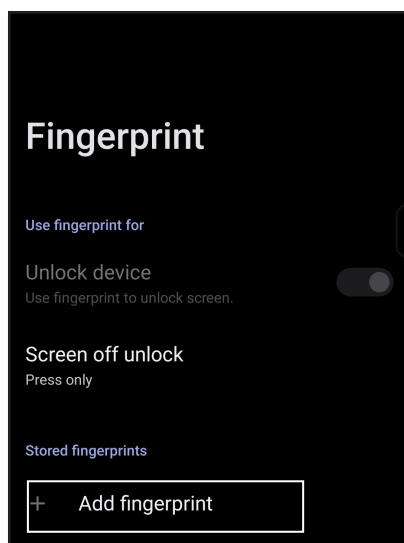 Fingerprint
Use fingerprint for
Unlock device
Use fingerprint to unlock screen.
Screen off unlock
Press only
Stored fingerprints
+ Add fingerprint